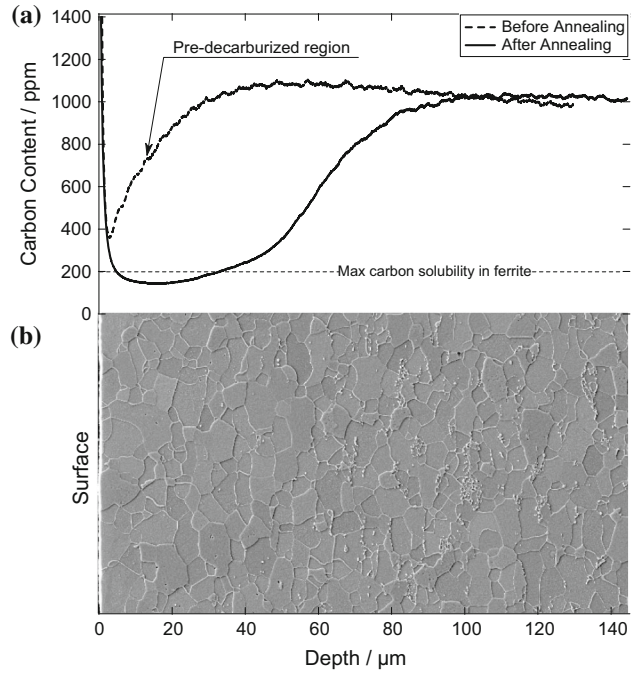 (a)
1400
1200
1000
800
600
400
200
0
Carbon Content / ppm
Before Annealing
After Annealing
Pre-decarburized region
Max carbon solubility in ferrite
(b)
Surface
0 20 40 60 80 100 120 140
Depth / µm